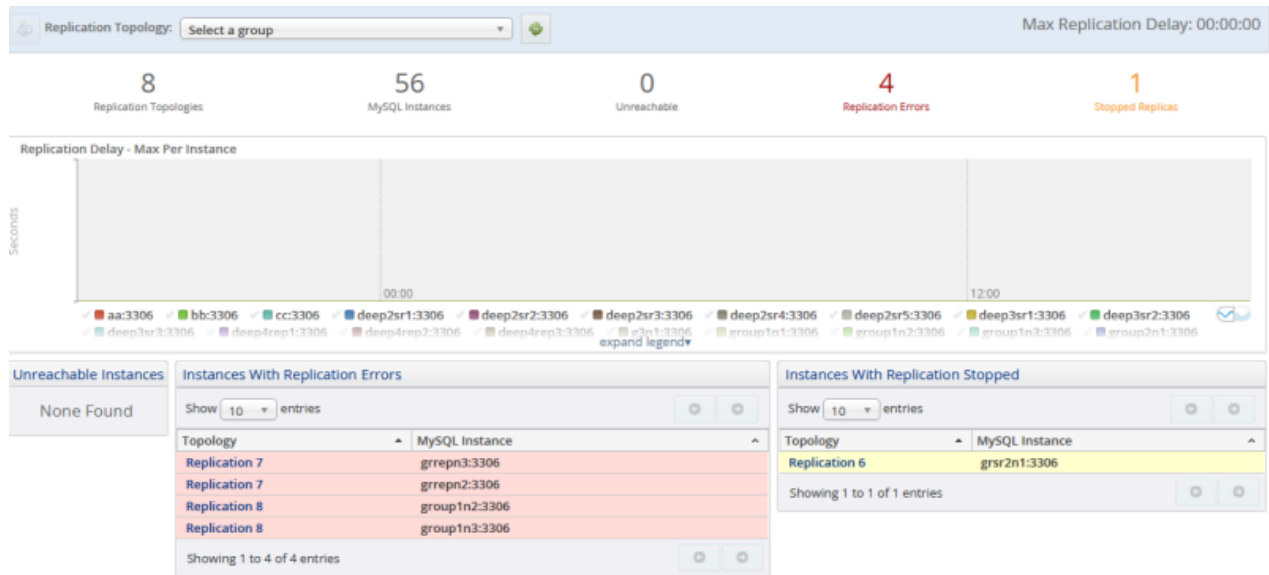 Replication Topology: Select a group Max Replication Delay: 00:00:00
8 56 0 4 1
Replication Topologies MySQL Instances Unreachable Replication Errors Stopped Replicas
Replication Delay - Max Per Instance
Seconds
00:00 12:00
aa:3306 bb:3306 cc:3306 deep2sr1:3306 deep2sr2:3306 deep2sr3:3306 deep2sr4:3306 deep2sr5:3306 deep3sr1:3306 deep3sr2:3306
deep3sr3:3306 deep4rep1:3306 deep4rep2:3306 deep4rep3:3306 g3n1:3306 group1n1:3306 group1n2:3306 group1n3:3306 group2n1:3306
expand legend▾
Unreachable Instances Instances With Replication Errors Instances With Replication Stopped
None Found Show 10 entries Show 10 entries
Topology MySQL Instance Topology MySQL Instance
Replication 7 grrepn3:3306 Replication 6 grsr2n1:3306
Replication 7 grrepn2:3306
Showing 1 to 1 of 1 entries
Replication 8 group1n2:3306
Replication 8 group1n3:3306
Showing 1 to 4 of 4 entries